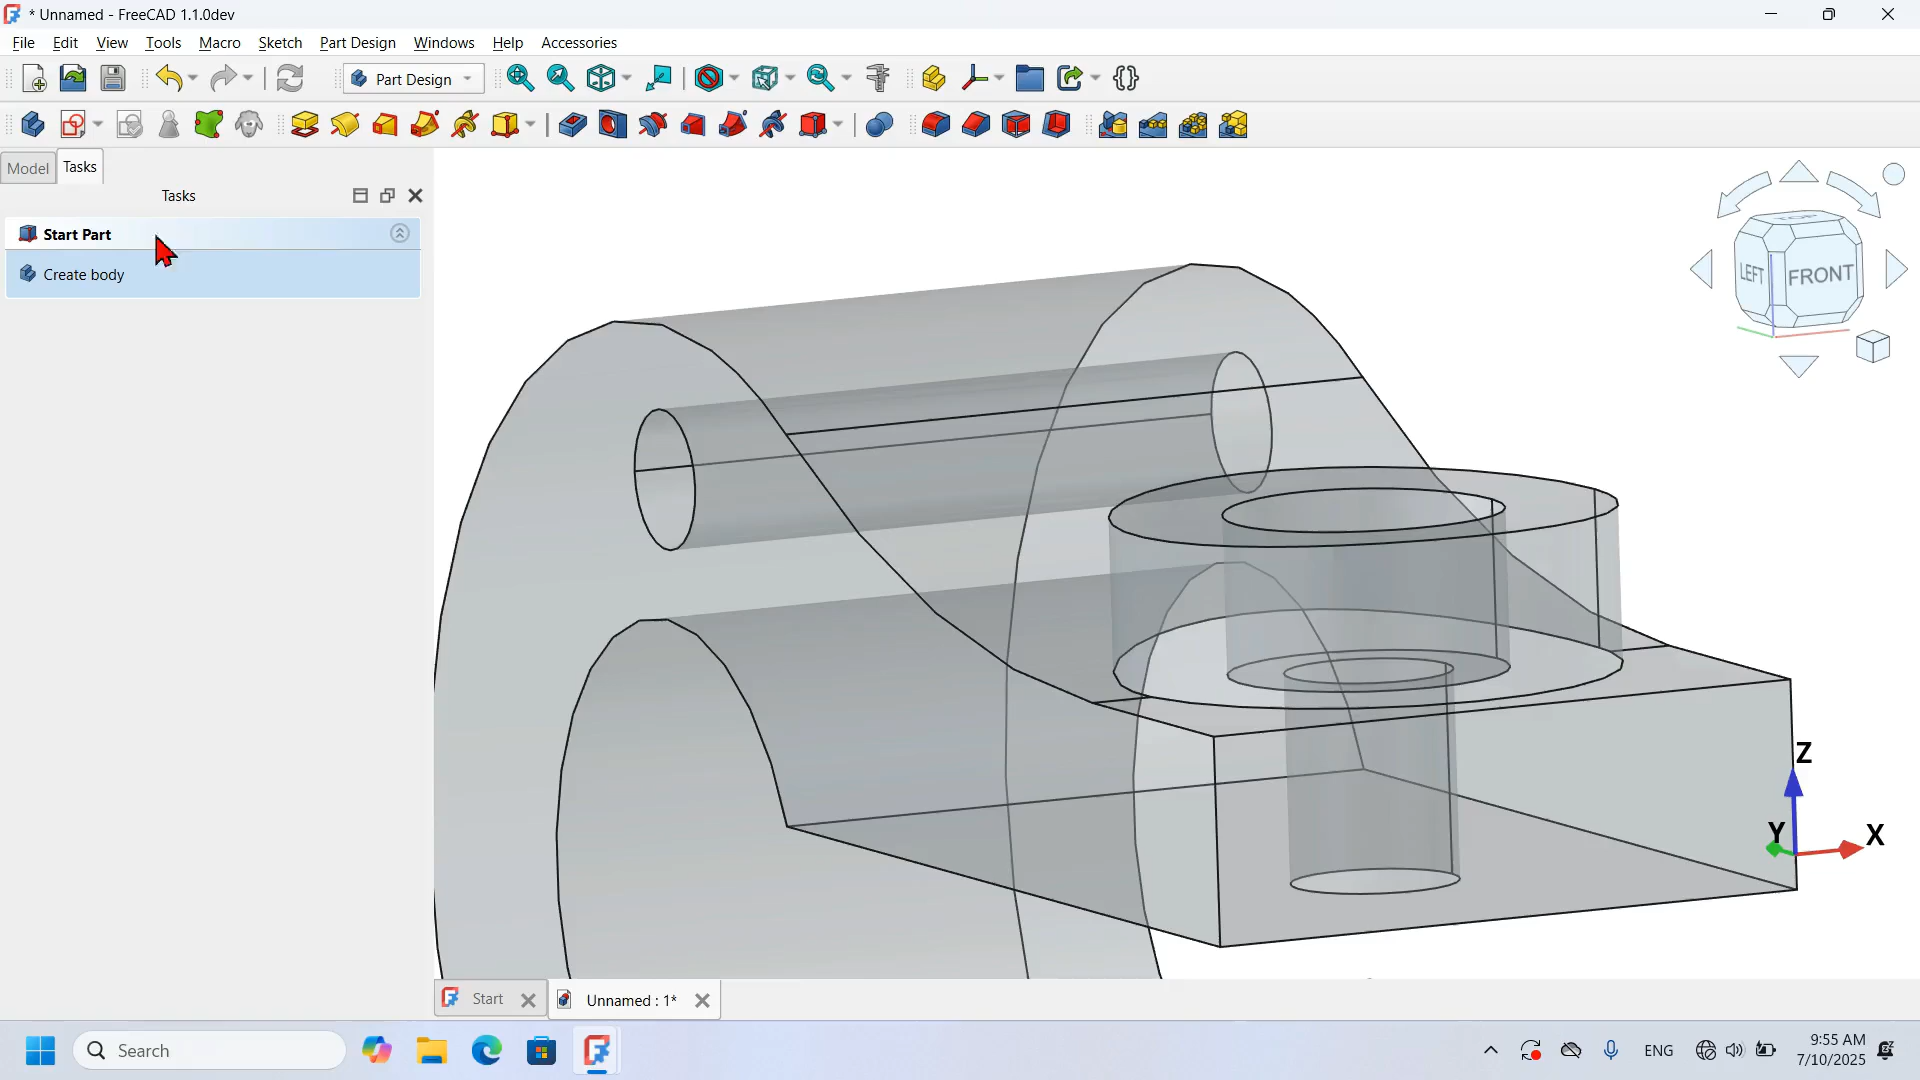 * Unnamed - FreeCAD 1.1.0dev
File Edit View Tools Macro Sketch Part Design Windows Help Accessories
Part Design
Model Tasks
Tasks
Start Part
Create body
TOP
LEFT FRONT
Z
Y X
Start Unnamed : 1*
Search
ENG
9:55 AM
7/10/2025